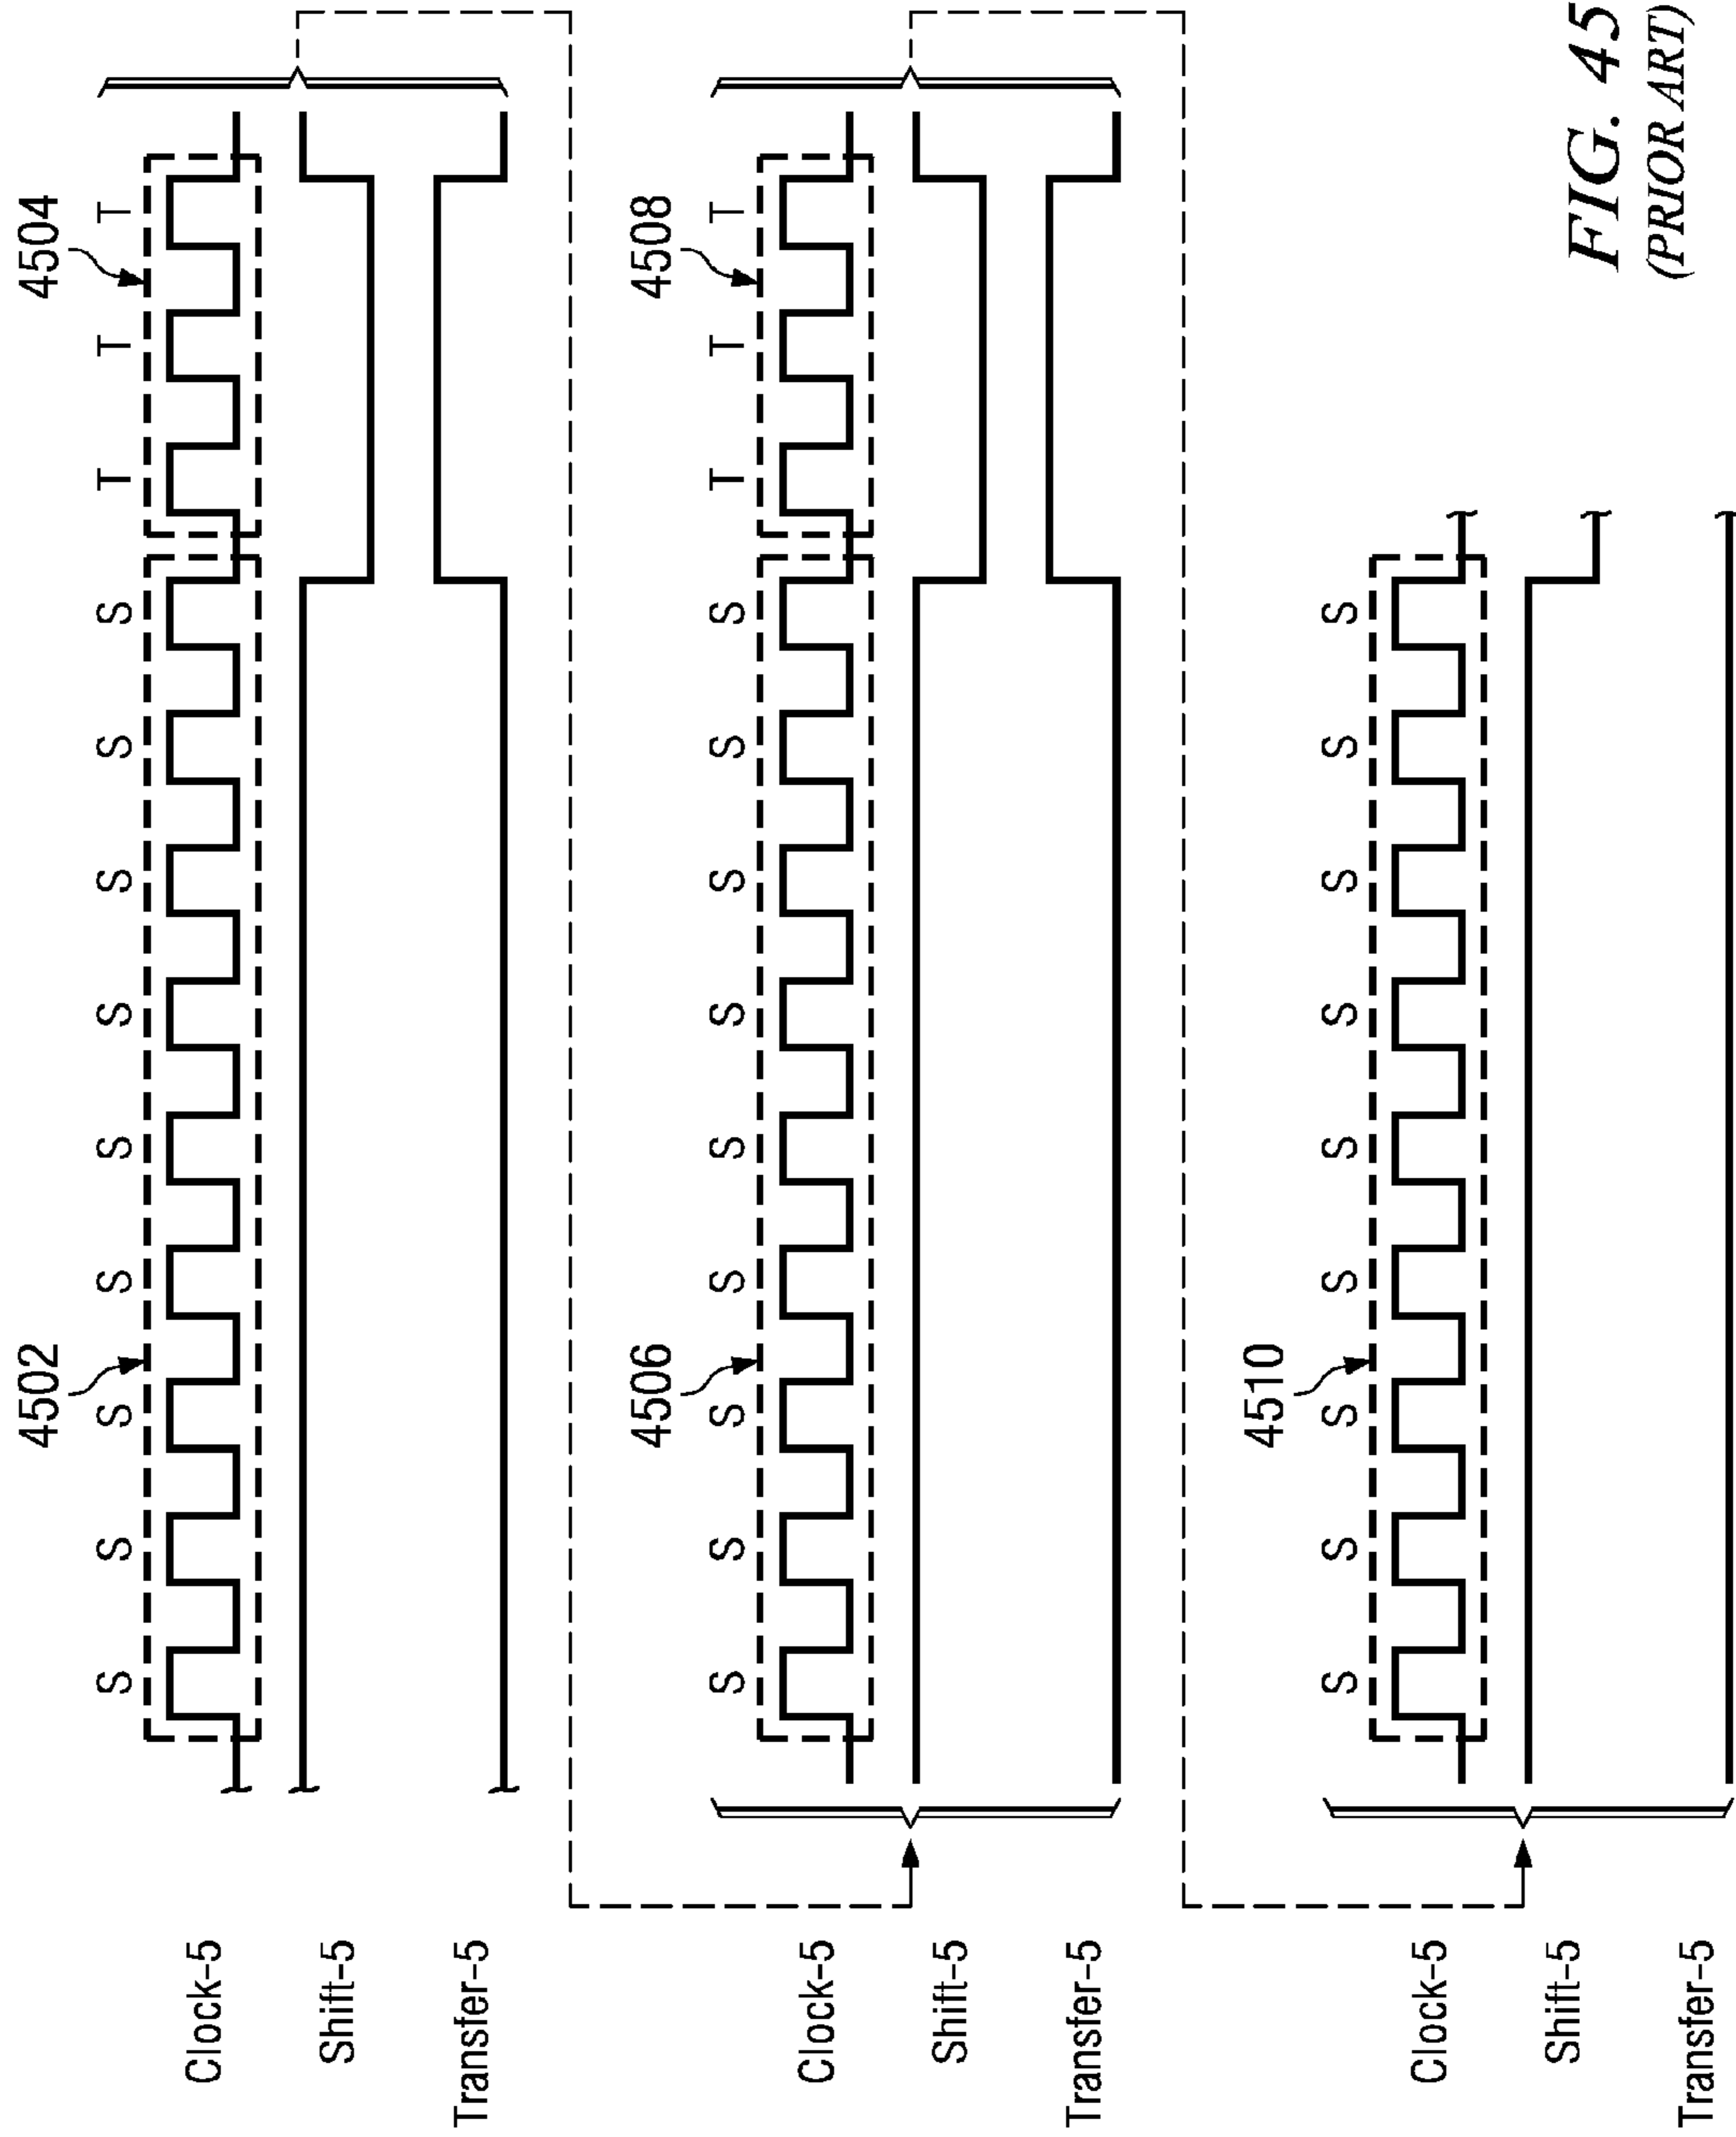 4502
4504
S S S S S S S S S T T T
Clock-5
Shift-5
Transfer-5
4506
4508
S S S S S S S S S T T T
Clock-5
Shift-5
Transfer-5
4510
S S S S S S S S S
Clock-5
Shift-5
Transfer-5
FIG. 45
(PRIOR ART)